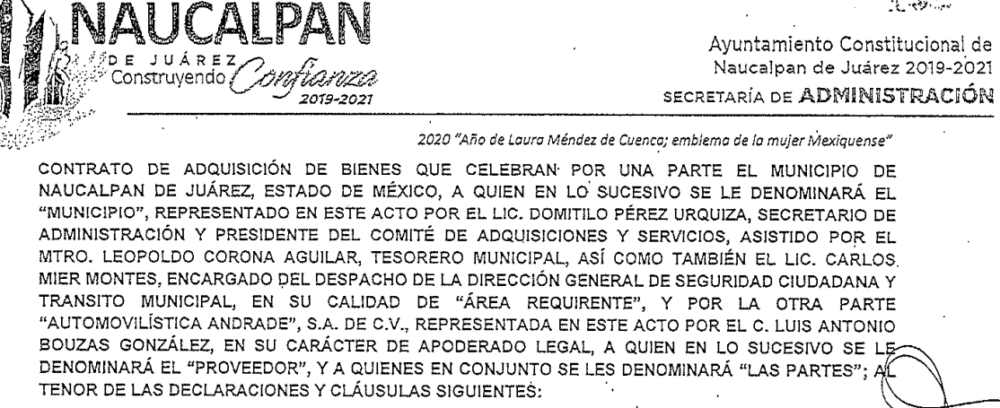 NAUCALPAN
DE JUÁREZ
Construyendo Confianza
2019-2021
Ayuntamiento Constitucional de
Naucalpan de Juárez 2019-2021
SECRETARÍA DE ADMINISTRACIÓN
2020 "Año de Laura Méndez de Cuenca; emblema de la mujer Mexiquense"
CONTRATO DE ADQUISICIÓN DE BIENES QUE CELEBRAN POR UNA PARTE EL MUNICIPIO DE
NAUCALPAN DE JUÁREZ, ESTADO DE MÉXICO, A QUIEN EN LO SUCESIVO SE LE DENOMINARÁ EL
"MUNICIPIO", REPRESENTADO EN ESTE ACTO POR EL LIC. DOMITILO PÉREZ URQUIZA, SECRETARIO DE
ADMINISTRACIÓN Y PRESIDENTE DEL COMITÉ DE ADQUISICIONES Y SERVICIOS, ASISTIDO POR EL
MTRO. LEOPOLDO CORONA AGUILAR, TESORERO MUNICIPAL, ASÍ COMO TAMBIÉN EL LIC. CARLOS
MIER MONTES, ENCARGADO DEL DESPACHO DE LA DIRECCIÓN GENERAL DE SEGURIDAD CIUDADANA Y
TRANSITO MUNICIPAL, EN SU CALIDAD DE "ÁREA REQUIRENTE", Y POR LA OTRA PARTE
"AUTOMOVILÍSTICA ANDRADE", S.A. DE C.V., REPRESENTADA EN ESTE ACTO POR EL C. LUIS ANTONIO
BOUZAS GONZÁLEZ, EN SU CARÁCTER DE APODERADO LEGAL, A QUIEN EN LO SUCESIVO SE LE
DENOMINARÁ EL "PROVEEDOR", Y A QUIENES EN CONJUNTO SE LES DENOMINARÁ "LAS PARTES"; AL
TENOR DE LAS DECLARACIONES Y CLÁUSULAS SIGUIENTES: